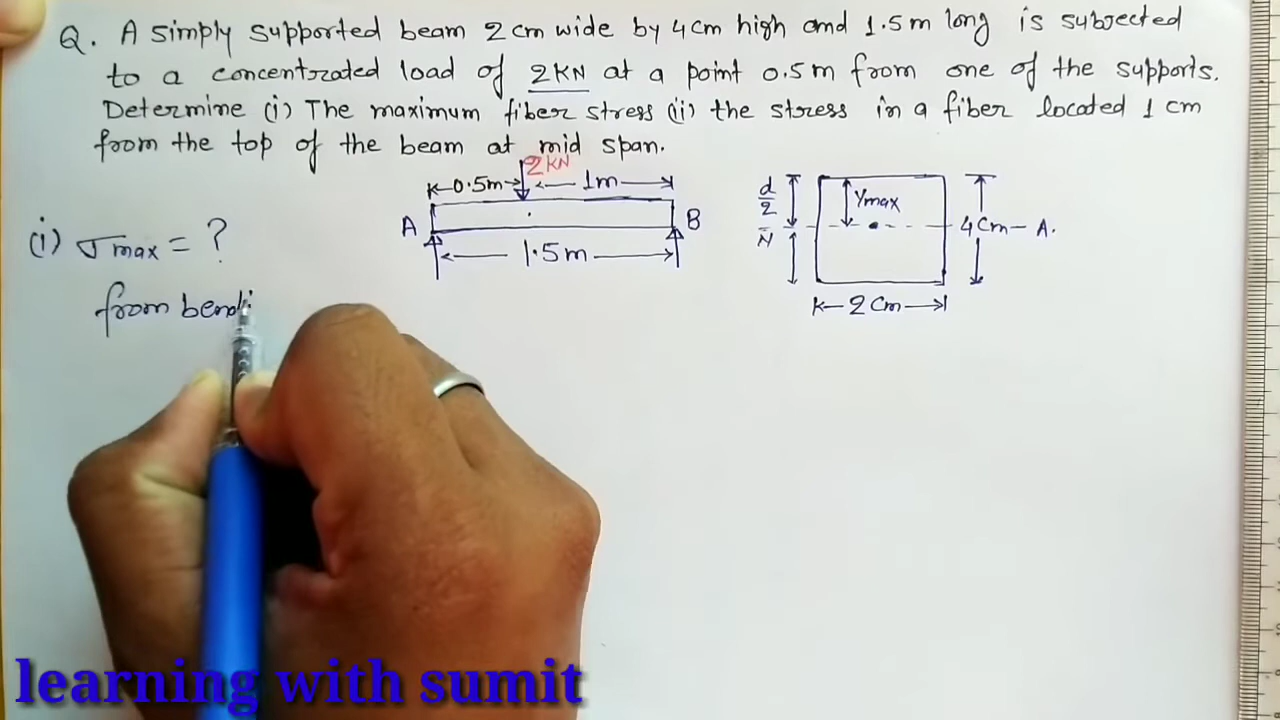 Q. A simply supported beam 2 cm wide by 4 cm high and 1.5 m long is subjected
to a concentrated load of 2KN at a point 0.5 m from one of the supports.
Determine (i) The maximum fiber stress (ii) the stress in a fiber located 1 cm
from the top of the beam at mid span.
2KN
0.5m 1m
A B
1.5m
d/2
Ymax
N 4Cm A.
2 Cm
(i) σmax = ?
from bendi
learning with sumit